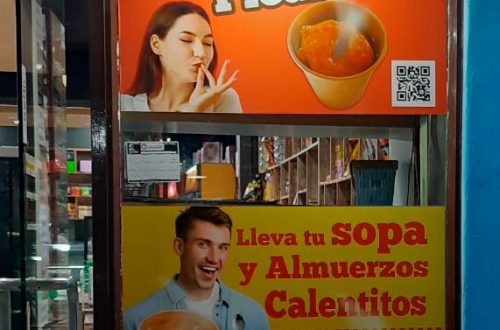 Lleva tu sopa
y Almuerzos
Calentitos